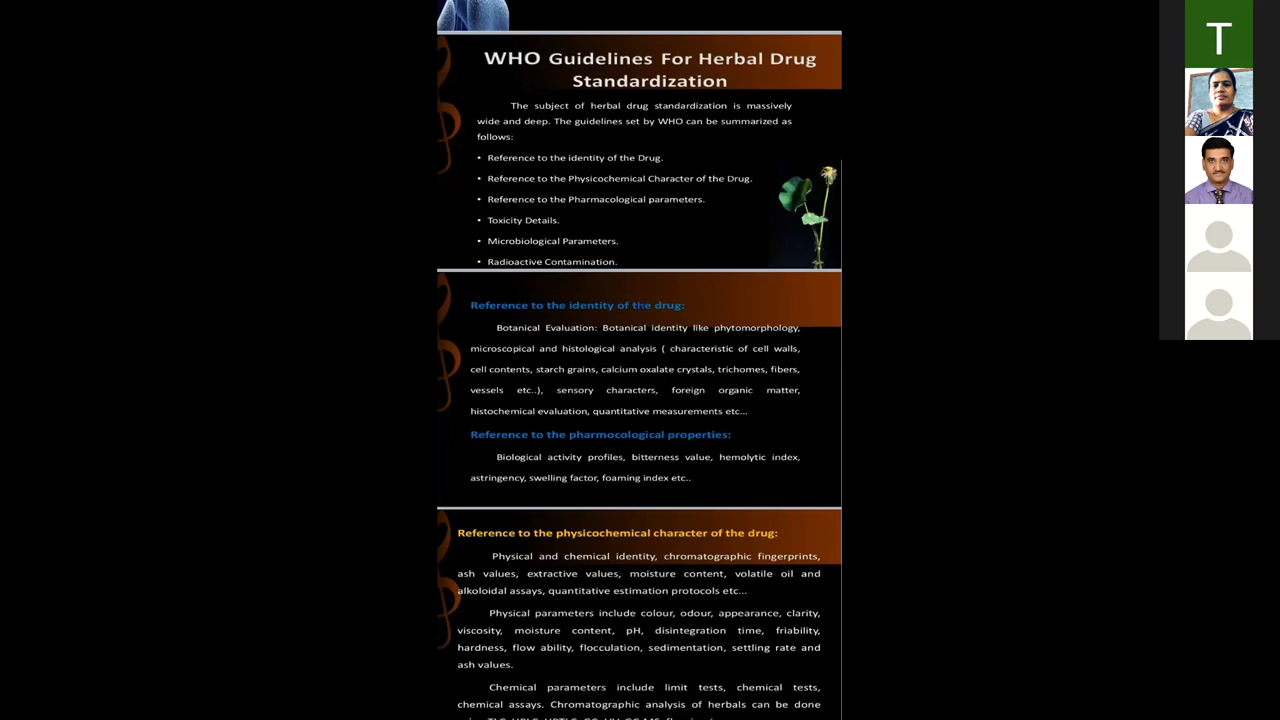 WHO Guidelines For Herbal Drug
Standardization
The subject of herbal drug standardization is massively
wide and deep. The guidelines set by WHO can be summarized as
follows:
• Reference to the identity of the Drug.
• Reference to the Physicochemical Character of the Drug.
• Reference to the Pharmacological parameters.
• Toxicity Details.
• Microbiological Parameters.
• Radioactive Contamination.
Reference to the identity of the drug:
Botanical Evaluation: Botanical identity like phytomorphology,
microscopical and histological analysis ( characteristic of cell walls,
cell contents, starch grains, calcium oxalate crystals, trichomes, fibers,
vessels etc..), sensory characters, foreign organic matter,
histochemical evaluation, quantitative measurements etc...
Reference to the pharmocological properties:
Biological activity profiles, bitterness value, hemolytic index,
astringency, swelling factor, foaming index etc..
Reference to the physicochemical character of the drug:
Physical and chemical identity, chromatographic fingerprints,
ash values, extractive values, moisture content, volatile oil and
alkoloidal assays, quantitative estimation protocols etc...
Physical parameters include colour, odour, appearance, clarity,
viscosity, moisture content, pH, disintegration time, friability,
hardness, flow ability, flocculation, sedimentation, settling rate and
ash values.
Chemical parameters include limit tests, chemical tests,
chemical assays. Chromatographic analysis of herbals can be done
T